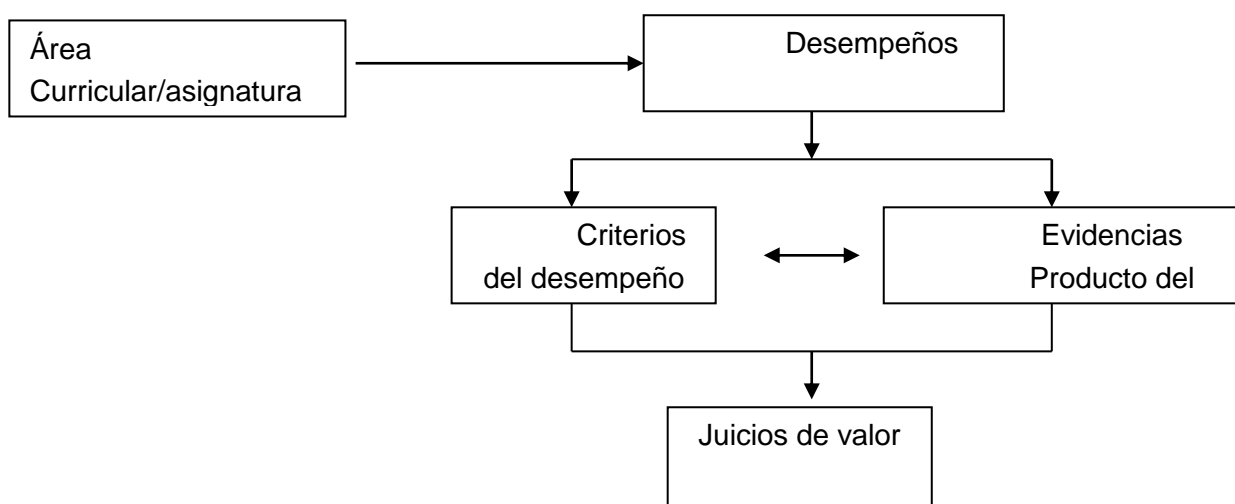 Área
Curricular/asignatura
Desempeños
Criterios
del desempeño
Evidencias
Producto del
Juicios de valor